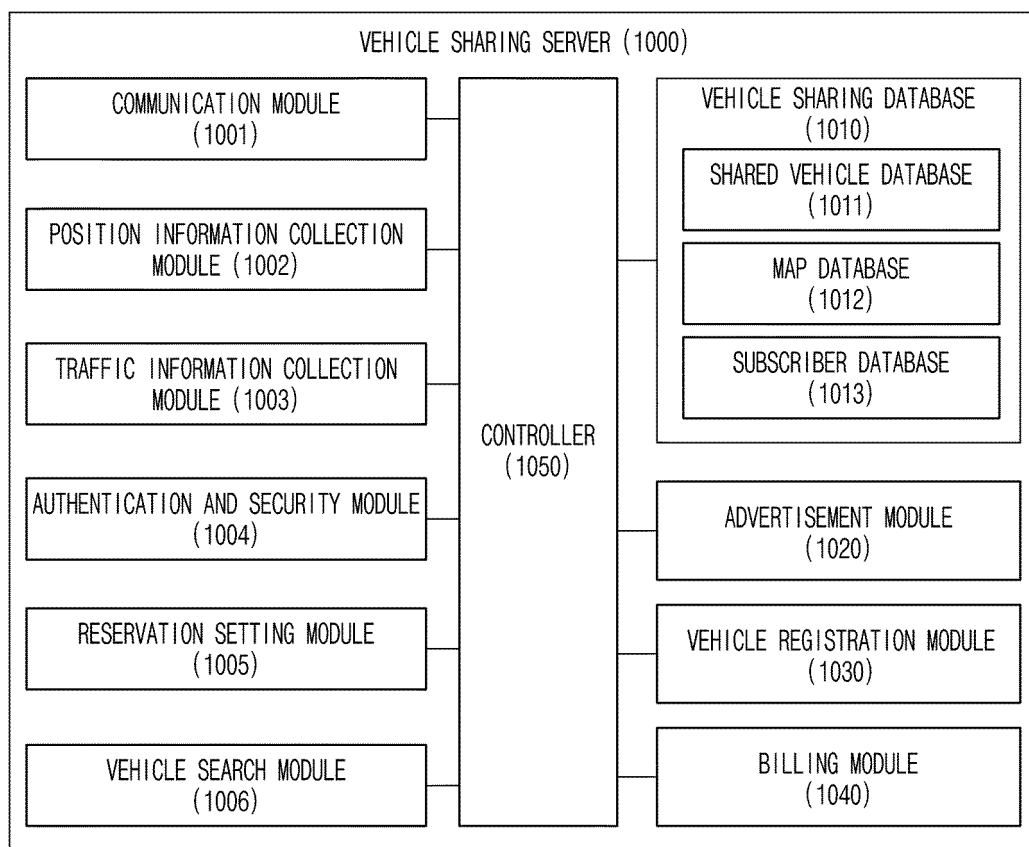 VEHICLE SHARING SERVER (1000)
COMMUNICATION MODULE
(1001)
POSITION INFORMATION COLLECTION
MODULE (1002)
TRAFFIC INFORMATION COLLECTION
MODULE (1003)
AUTHENTICATION AND SECURITY MODULE
(1004)
RESERVATION SETTING MODULE
(1005)
VEHICLE SEARCH MODULE
(1006)
CONTROLLER
(1050)
VEHICLE SHARING DATABASE
(1010)
SHARED VEHICLE DATABASE
(1011)
MAP DATABASE
(1012)
SUBSCRIBER DATABASE
(1013)
ADVERTISEMENT MODULE
(1020)
VEHICLE REGISTRATION MODULE
(1030)
BILLING MODULE
(1040)